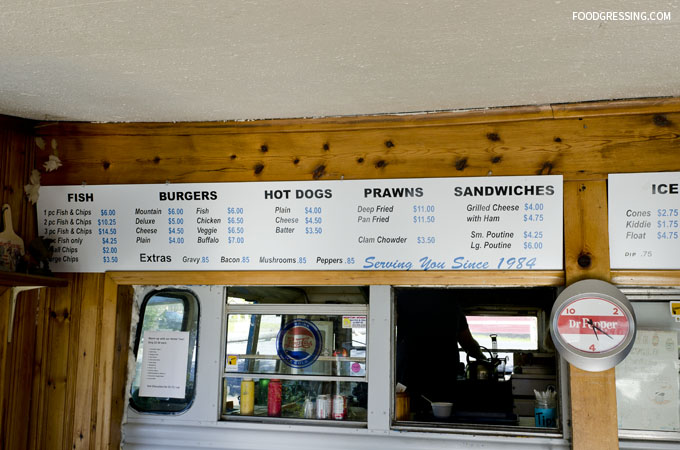 FOODGRESSING.COM
FISH
1 pc Fish & Chips $6.00
2 pc Fish & Chips $10.25
3 pc Fish & Chips $14.50
pc Fish only $4.25
all Chips $2.00
arge Chips $3.50
BURGERS
Mountain $6.00 Fish $6.00
Deluxe $5.00 Chicken $6.50
Cheese $4.50 Veggie $6.50
Plain $4.00 Buffalo $7.00
HOT DOGS
Plain $4.00
Cheese $4.50
Batter $3.50
PRAWNS
Deep Fried $11.00
Pan Fried $11.50
Clam Chowder $3.50
SANDWICHES
Grilled Cheese $4.00
with Ham $4.75
Sm. Poutine $4.25
Lg. Poutine $6.00
Extras Gravy .85 Bacon .85 Mushrooms .85 Peppers .85
Serving You Since 1984
ICE
Cones $2.75
Kiddie $1.75
Float $4.75
DIP .75
10 2
Dr Pepper
4